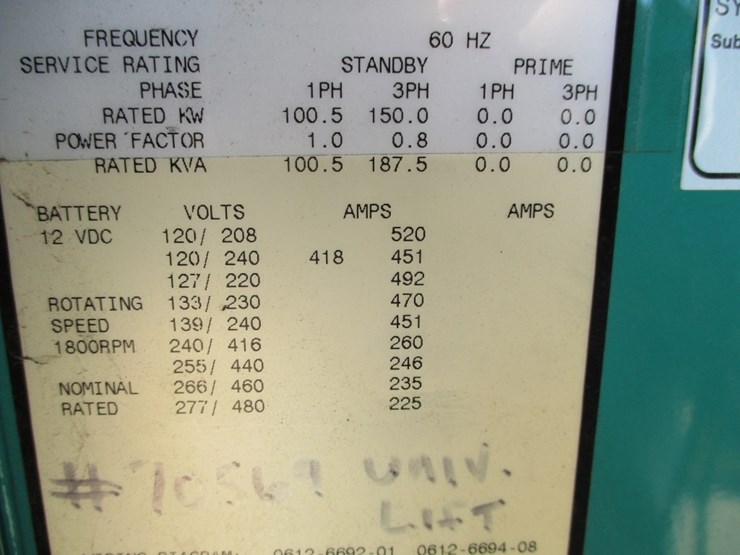 SY
Sub
FREQUENCY 60 HZ
SERVICE RATING STANDBY PRIME
PHASE 1PH 3PH 1PH 3PH
RATED KW 100.5 150.0 0.0 0.0
POWER FACTOR 1.0 0.8 0.0 0.0
RATED KVA 100.5 187.5 0.0 0.0
BATTERY VOLTS AMPS AMPS
12 VDC 120/ 208 520
120/ 240 418 451
127/ 220 492
ROTATING 133/ 230 470
SPEED 139/ 240 451
1800RPM 240/ 416 260
255/ 440 246
NOMINAL 266/ 460 235
RATED 277/ 480 225
#70569 UNIV.
LIFT
DIAGRAM: 0612-6692-01 0612-6694-08